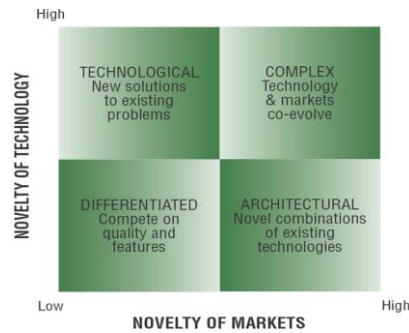 High
NOVELTY OF TECHNOLOGY
TECHNOLOGICAL
New solutions
to existing
problems
COMPLEX
Technology
& markets
co-evolve
DIFFERENTIATED
Compete on
quality and
features
ARCHITECTURAL
Novel combinations
of existing
technologies
Low
High
NOVELTY OF MARKETS